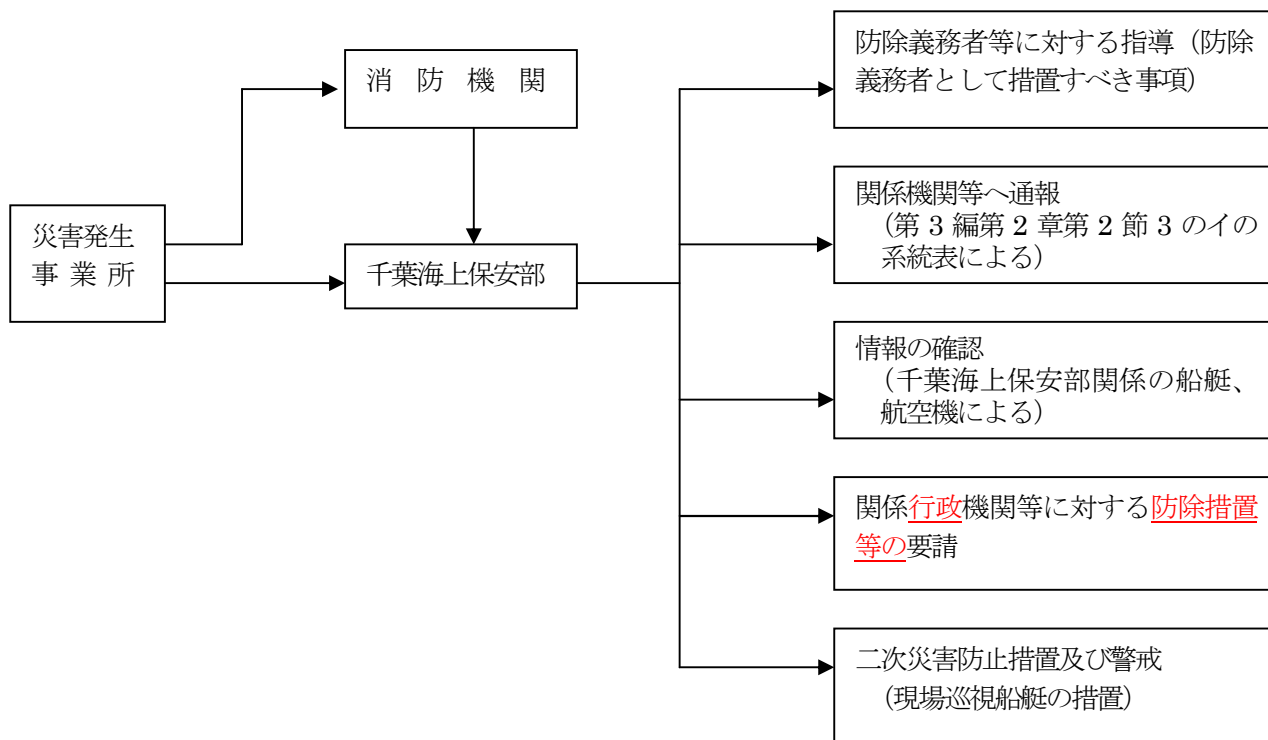 災害発生
事業所
消防機関
千葉海上保安部
防除義務者等に対する指導（防除
義務者として措置すべき事項）
関係機関等へ通報
（第3編第2章第2節3のイの
系統表による）
情報の確認
（千葉海上保安部関係の船艇、
航空機による）
関係行政機関等に対する防除措置
等の要請
二次災害防止措置及び警戒
（現場巡視船艇の措置）